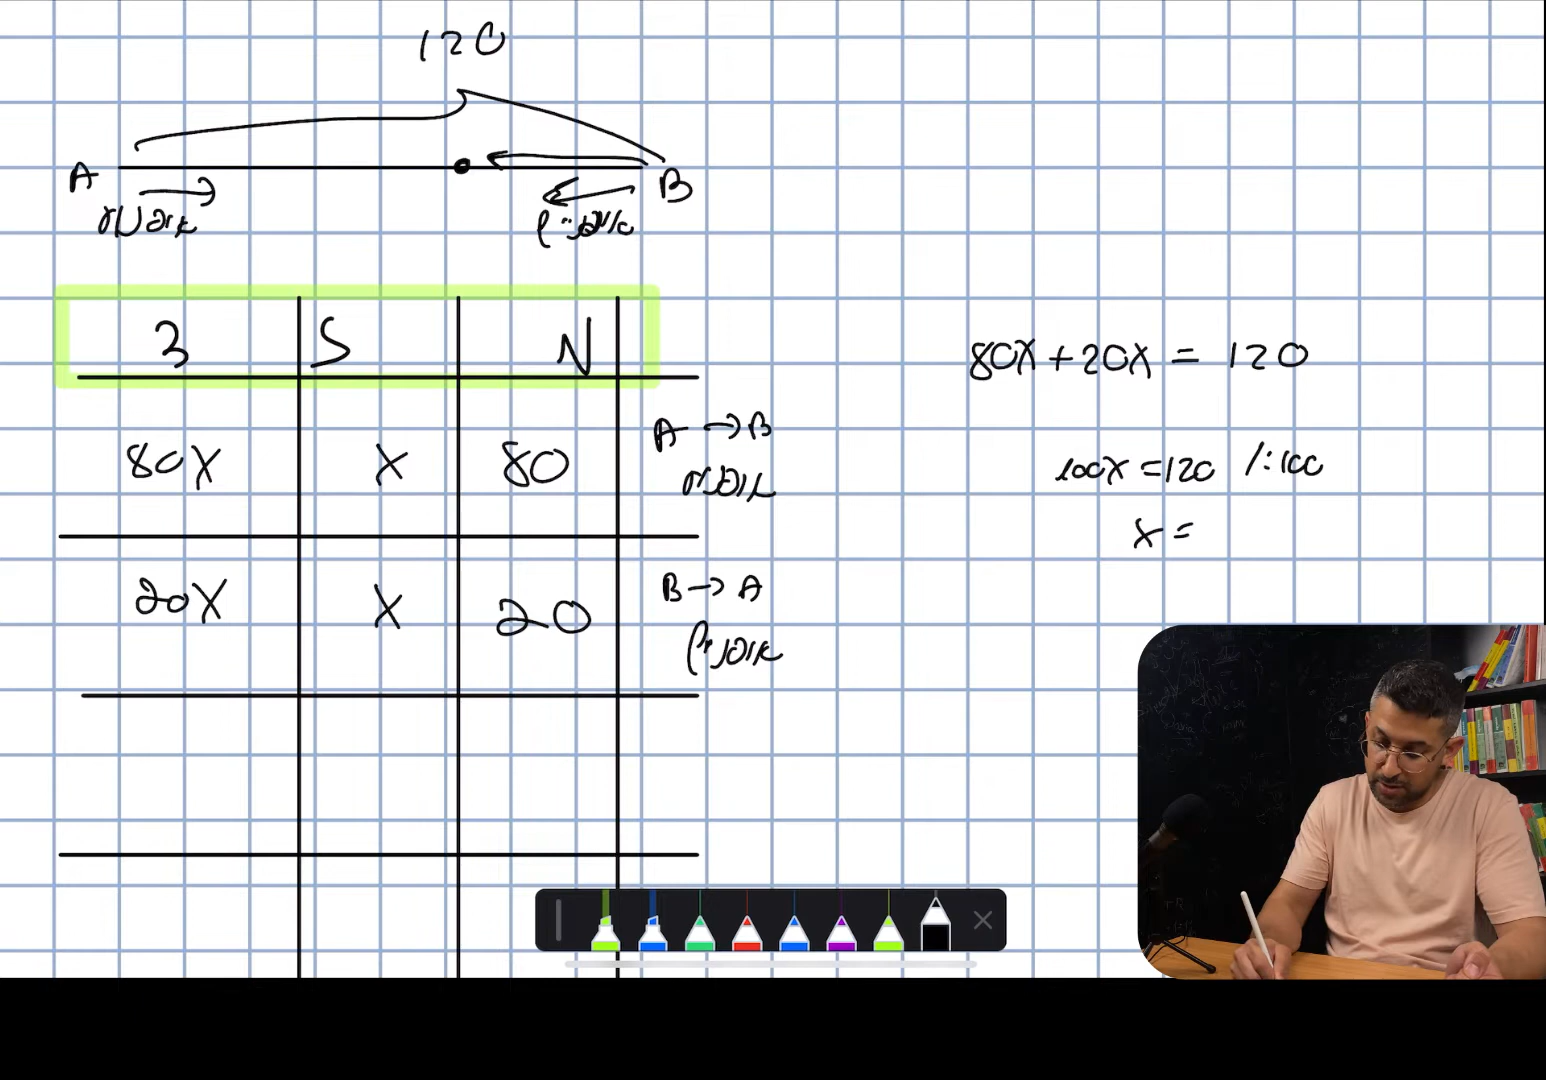 120
A B
3 S N
80X X 80 A → B
20X X 20 B → A
80X + 20X = 120
100X = 120 /:100
X =